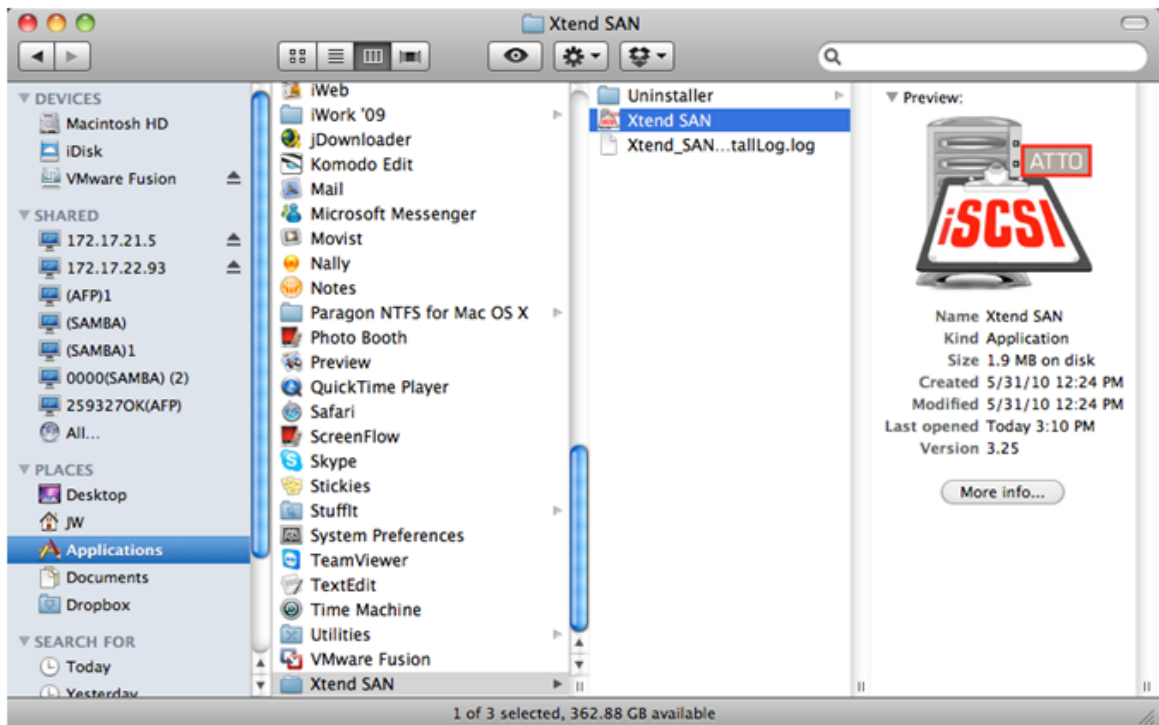 Xtend SAN
DEVICES
Macintosh HD
iDisk
VMware Fusion
SHARED
172.17.21.5
172.17.22.93
(AFP)1
(SAMBA)
(SAMBA)1
0000(SAMBA) (2)
259327OK(AFP)
All...
PLACES
Desktop
JW
Applications
Documents
Dropbox
SEARCH FOR
Today
Yesterday
iWeb
iWork '09
jDownloader
Komodo Edit
Mail
Microsoft Messenger
Movist
Nally
Notes
Paragon NTFS for Mac OS X
Photo Booth
Preview
QuickTime Player
Safari
ScreenFlow
Skype
Stickies
StuffIt
System Preferences
TeamViewer
TextEdit
Time Machine
Utilities
VMware Fusion
Xtend SAN
Uninstaller
Xtend SAN
Xtend_SAN...tallLog.log
Preview:
ATTO
iSCSI
Name Xtend SAN
Kind Application
Size 1.9 MB on disk
Created 5/31/10 12:24 PM
Modified 5/31/10 12:24 PM
Last opened Today 3:10 PM
Version 3.25
More info...
1 of 3 selected, 362.88 GB available